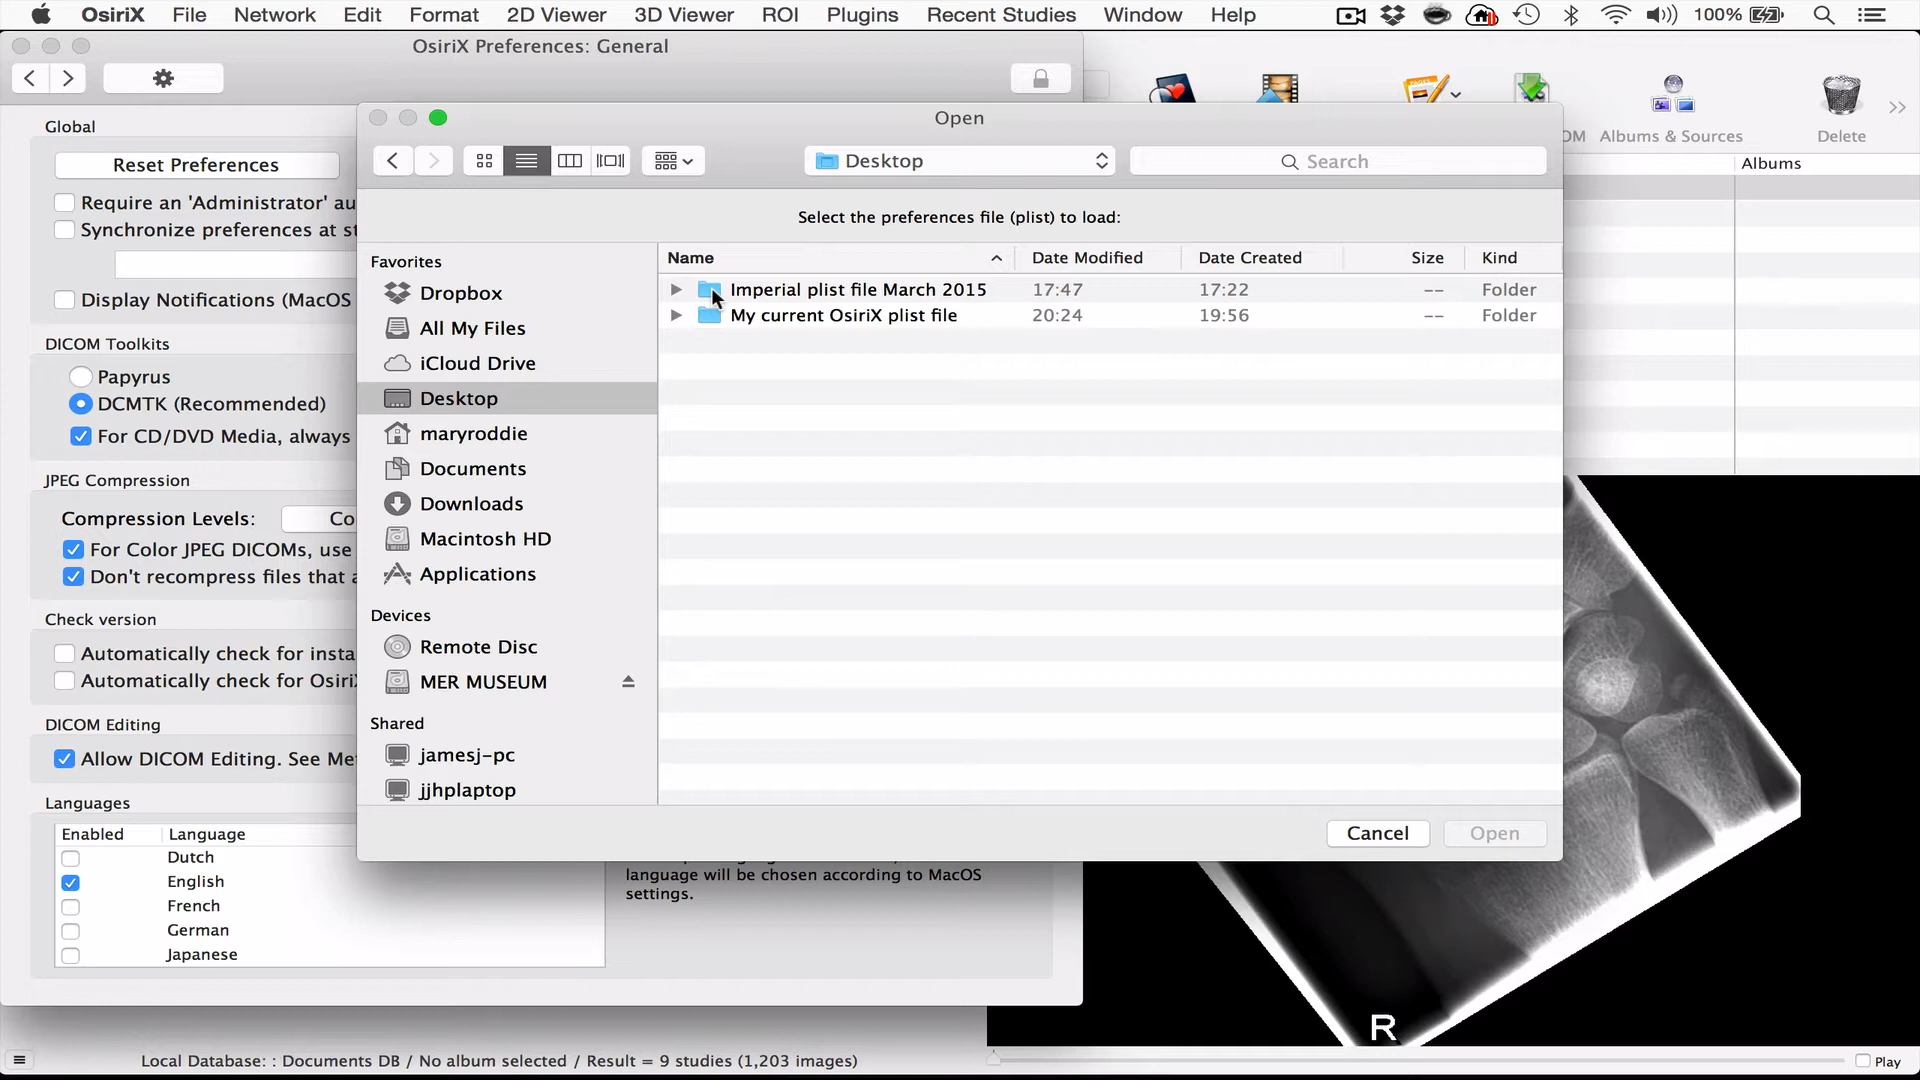 OsiriX File Network Edit Format 2D Viewer 3D Viewer ROI Plugins Recent Studies Window Help 100%
OsiriX Preferences: General
Global
Reset Preferences
Require an 'Administrator' au
Synchronize preferences at st
Display Notifications (MacOS
DICOM Toolkits
Papyrus
DCMTK (Recommended)
For CD/DVD Media, always
JPEG Compression
Compression Levels: Co
For Color JPEG DICOMs, use
Don't recompress files that a
Check version
Automatically check for insta
Automatically check for OsiriX
DICOM Editing
Allow DICOM Editing. See Me
Languages
Enabled Language
Dutch
English
French
German
Japanese
language will be chosen according to MacOS
settings.
Open
Desktop
Search
Select the preferences file (plist) to load:
Favorites
Dropbox
All My Files
iCloud Drive
Desktop
maryroddie
Documents
Downloads
Macintosh HD
Applications
Devices
Remote Disc
MER MUSEUM
Shared
jamesj-pc
jjhplaptop
Name Date Modified Date Created Size Kind
Imperial plist file March 2015 17:47 17:22 -- Folder
My current OsiriX plist file 20:24 19:56 -- Folder
Cancel Open
OM Albums & Sources Delete
Albums
R
Local Database: : Documents DB / No album selected / Result = 9 studies (1,203 images)
Play